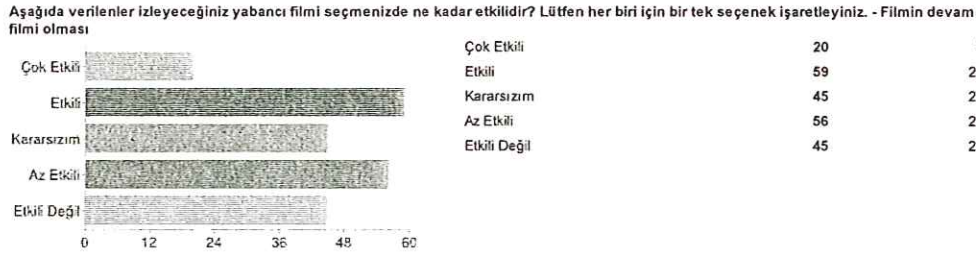 Aşağıda verilenler izleyeceğiniz yabancı filmi seçmenizde ne kadar etkilidir? Lütfen her biri için bir tek seçenek işaretleyiniz. - Filmin devam
filmi olması
Çok Etkili
Etkili
Kararsızım
Az Etkili
Etkili Değil
0 12 24 36 48 60
Çok Etkili 20
Etkili 59 2
Kararsızım 45 2
Az Etkili 56 2
Etkili Değil 45 2